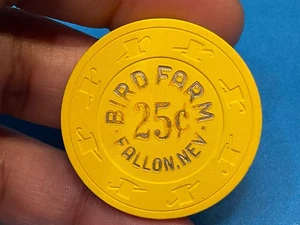 BIRD FARM
25¢
· FALLON, NEV ·